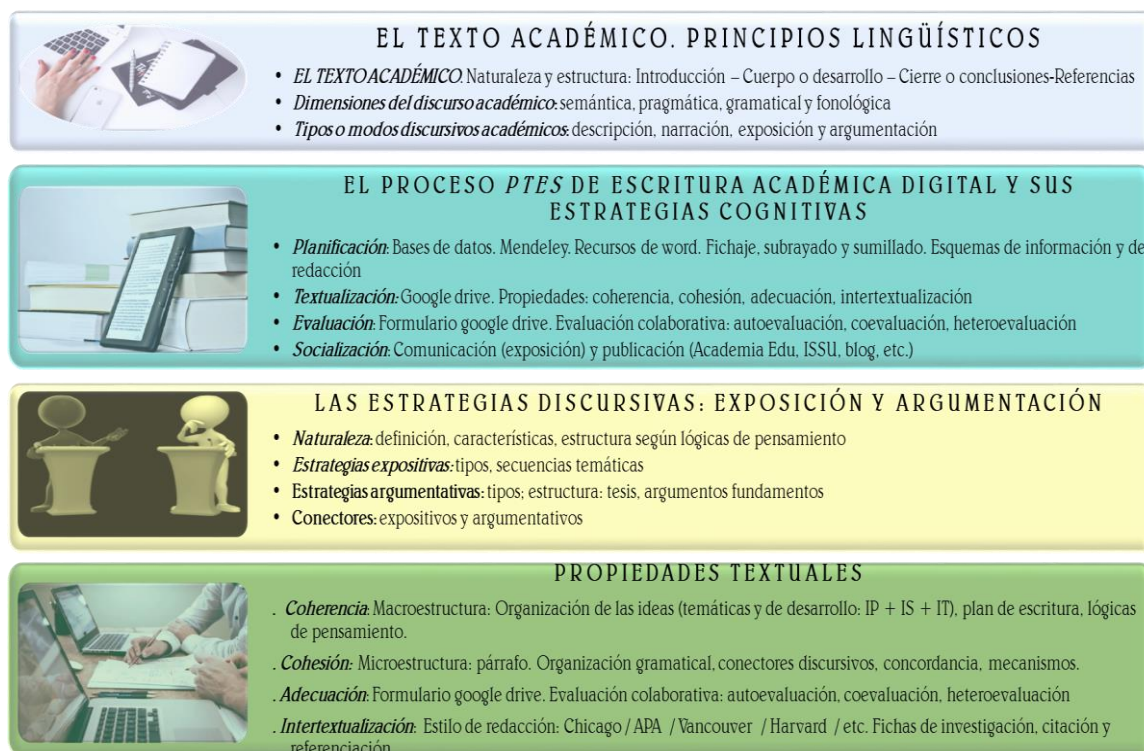 EL TEXTO ACADÉMICO. PRINCIPIOS LINGÜÍSTICOS
• EL TEXTO ACADÉMICO. Naturaleza y estructura: Introducción – Cuerpo o desarrollo – Cierre o conclusiones-Referencias
• Dimensiones del discurso académico: semántica, pragmática, gramatical y fonológica
• Tipos o modos discursivos académicos: descripción, narración, exposición y argumentación
EL PROCESO PTES DE ESCRITURA ACADÉMICA DIGITAL Y SUS
ESTRATEGIAS COGNITIVAS
• Planificación: Bases de datos. Mendeley. Recursos de word. Fichaje, subrayado y sumillado. Esquemas de información y de
redacción
• Textualización: Google drive. Propiedades: coherencia, cohesión, adecuación, intertextualización
• Evaluación: Formulario google drive. Evaluación colaborativa: autoevaluación, coevaluación, heteroevaluación
• Socialización: Comunicación (exposición) y publicación (Academia Edu, ISSU, blog, etc.)
LAS ESTRATEGIAS DISCURSIVAS: EXPOSICIÓN Y ARGUMENTACIÓN
• Naturaleza: definición, características, estructura según lógicas de pensamiento
• Estrategias expositivas: tipos, secuencias temáticas
• Estrategias argumentativas: tipos; estructura: tesis, argumentos fundamentos
• Conectores: expositivos y argumentativos
PROPIEDADES TEXTUALES
. Coherencia: Macroestructura: Organización de las ideas (temáticas y de desarrollo: IP + IS + IT), plan de escritura, lógicas
de pensamiento.
. Cohesión: Microestructura: párrafo. Organización gramatical, conectores discursivos, concordancia, mecanismos.
. Adecuación: Formulario google drive. Evaluación colaborativa: autoevaluación, coevaluación, heteroevaluación
. Intertextualización: Estilo de redacción: Chicago / APA / Vancouver / Harvard / etc. Fichas de investigación, citación y
referenciación